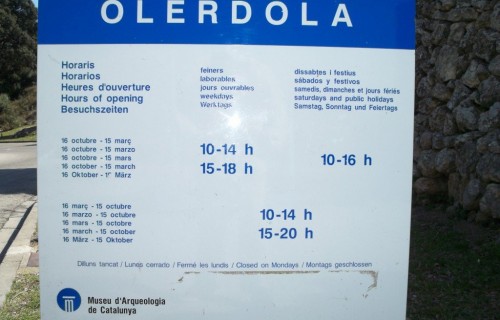 OLERDOLA
Horaris
Horarios
Heures d'ouverture
Hours of opening
Besuchszeiten
feiners
laborables
jours ouvrables
weekdays
Werktags
dissabtes i festius
sábados y festivos
samedis, dimanches et jours fériés
saturdays and public holidays
Samstag, Sonntag und Feiertags
16 octubre - 15 març
16 octubre - 15 marzo
16 octobre - 15 mars
16 october - 15 march
16 Oktober - 1" März
10-14 h
15-18 h
10-16 h
16 març - 15 octubre
16 marzo - 15 octubre
16 mars - 15 octobre
16 march - 15 october
16 März - 15 Oktober
10-14 h
15-20 h
Dilluns tancat / Lunes cerrado / Fermé les lundis / Closed on Mondays / Montags geschlossen
Museu d'Arqueologia
de Catalunya